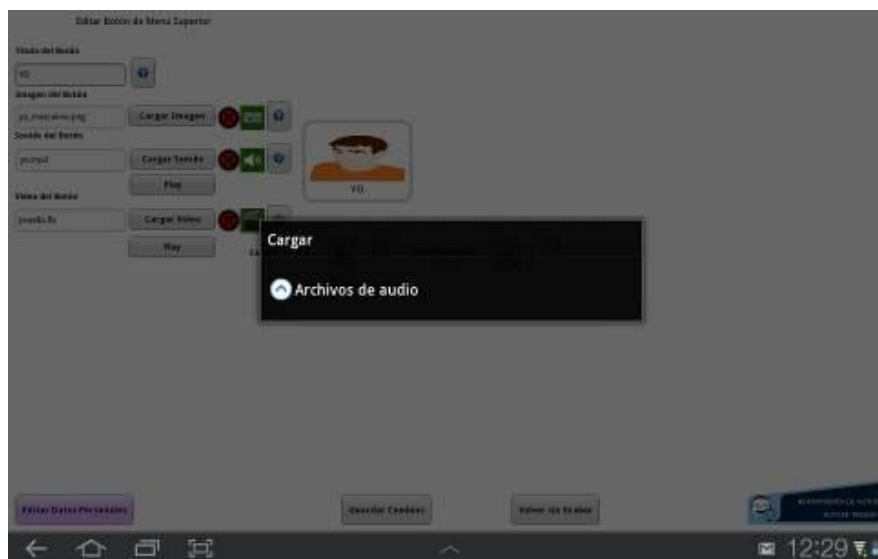 Editar Botón de Menú Superior
Título del Botón
YO
Imagen del Botón
yo_masculino.png
Cargar Imagen
Sonido del Botón
yo.mp3
Cargar Sonido
Play
YO
Video del Botón
prueba.flv
Cargar Video
Play
Cargar
Archivos de audio
Editar Datos Personales
Guardar Cambios
Volver sin Grabar
12:29